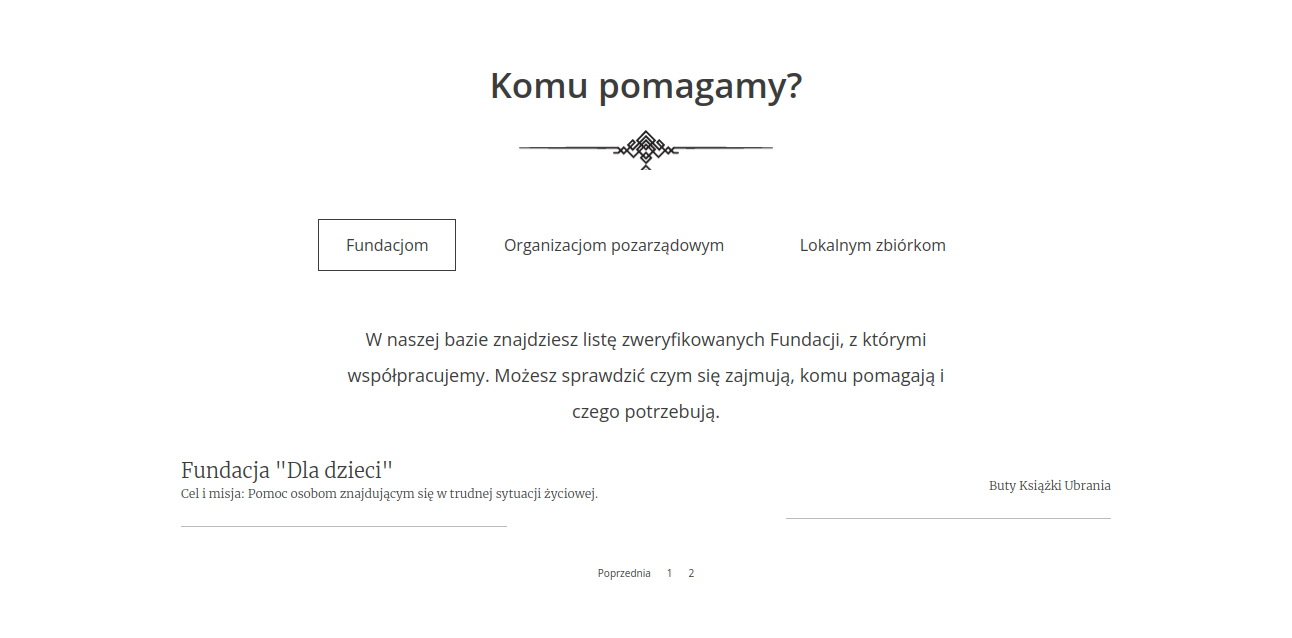 Komu pomagamy?
Fundacjom Organizacjom pozarządowym Lokalnym zbiórkom
W naszej bazie znajdziesz listę zweryfikowanych Fundacji, z którymi
współpracujemy. Możesz sprawdzić czym się zajmują, komu pomagają i
czego potrzebują.
Fundacja "Dla dzieci"
Cel i misja: Pomoc osobom znajdującym się w trudnej sytuacji życiowej.
Buty Książki Ubrania
Poprzednia 1 2